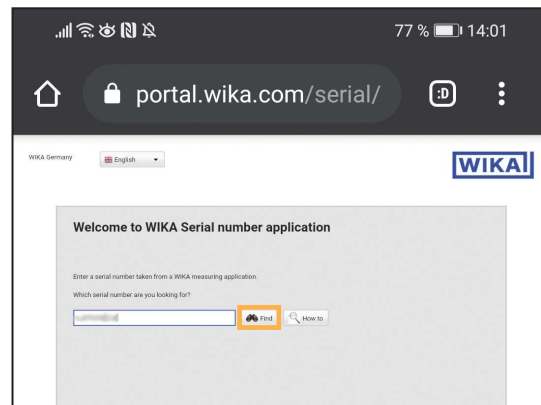 77 % 14:01
portal.wika.com/serial/ :D
WIKA Germany English WIKA
Welcome to WIKA Serial number application
Enter a serial number taken from a WIKA measuring application.
Which serial number are you looking for?
Find How to